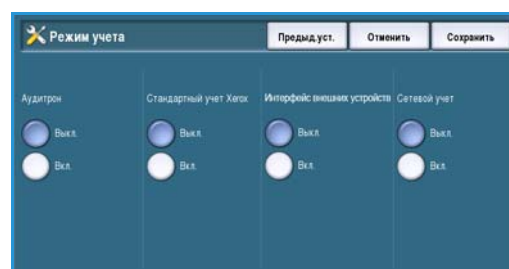 Режим учета
Предыд.уст.
Отменить
Сохранить
Аудитрон
Стандартный учет Xerox
Интерфейс внешних устройств
Сетевой учет
Выкл.
Выкл.
Выкл.
Выкл.
Вкл.
Вкл.
Вкл.
Вкл.